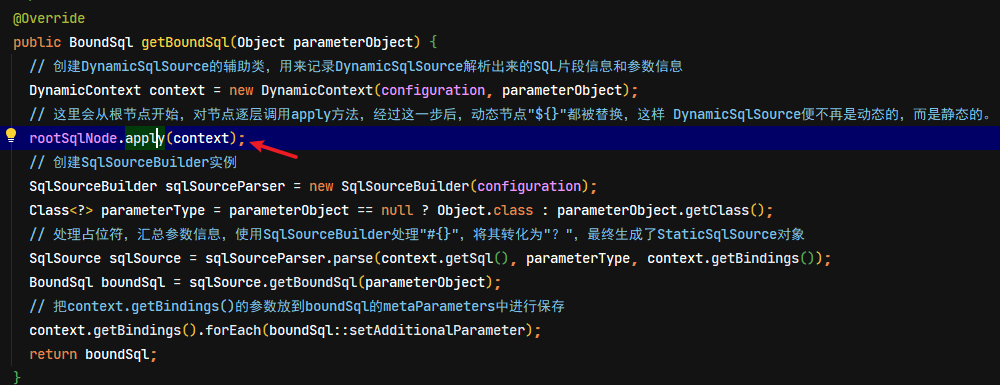 @Override
public BoundSql getBoundSql(Object parameterObject) {
// 创建DynamicSqlSource的辅助类，用来记录DynamicSqlSource解析出来的SQL片段信息和参数信息
DynamicContext context = new DynamicContext(configuration, parameterObject);
// 这里会从根节点开始，对节点逐层调用apply方法，经过这一步后，动态节点"${}"都被替换，这样 DynamicSqlSource便不再是动态的，而是静态的。
rootSqlNode.apply(context);
// 创建SqlSourceBuilder实例
SqlSourceBuilder sqlSourceParser = new SqlSourceBuilder(configuration);
Class<?> parameterType = parameterObject == null ? Object.class : parameterObject.getClass();
// 处理占位符，汇总参数信息，使用SqlSourceBuilder处理"#{}"，将其转化为"？"，最终生成了StaticSqlSource对象
SqlSource sqlSource = sqlSourceParser.parse(context.getSql(), parameterType, context.getBindings());
BoundSql boundSql = sqlSource.getBoundSql(parameterObject);
// 把context.getBindings()的参数放到boundSql的metaParameters中进行保存
context.getBindings().forEach(boundSql::setAdditionalParameter);
return boundSql;
}